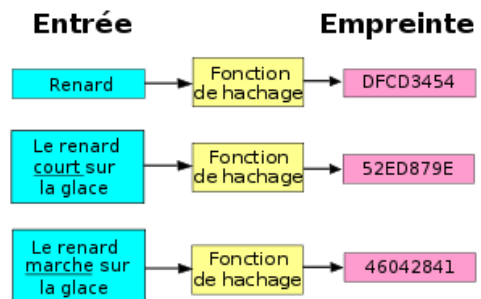 Entrée
Empreinte
Renard
Fonction
de hachage
DFCD3454
Le renard
court sur
la glace
Fonction
de hachage
52ED879E
Le renard
marche sur
la glace
Fonction
de hachage
46042841